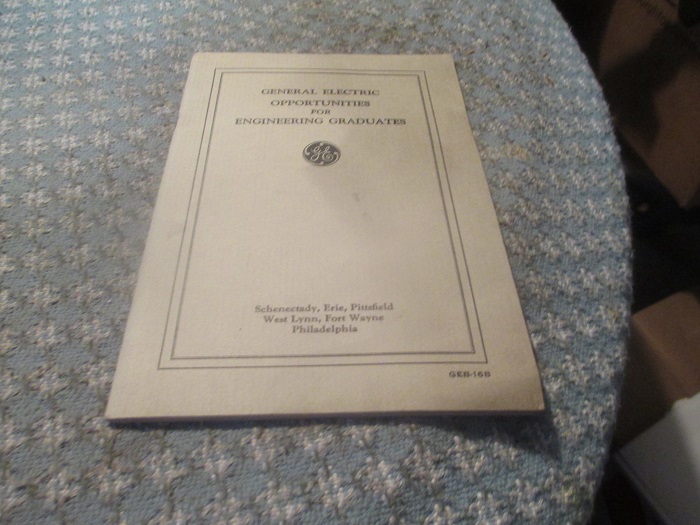 GENERAL ELECTRIC
OPPORTUNITIES
FOR
ENGINEERING GRADUATES
GE
Schenectady, Erie, Pittsfield
West Lynn, Fort Wayne
Philadelphia
GEB-16B